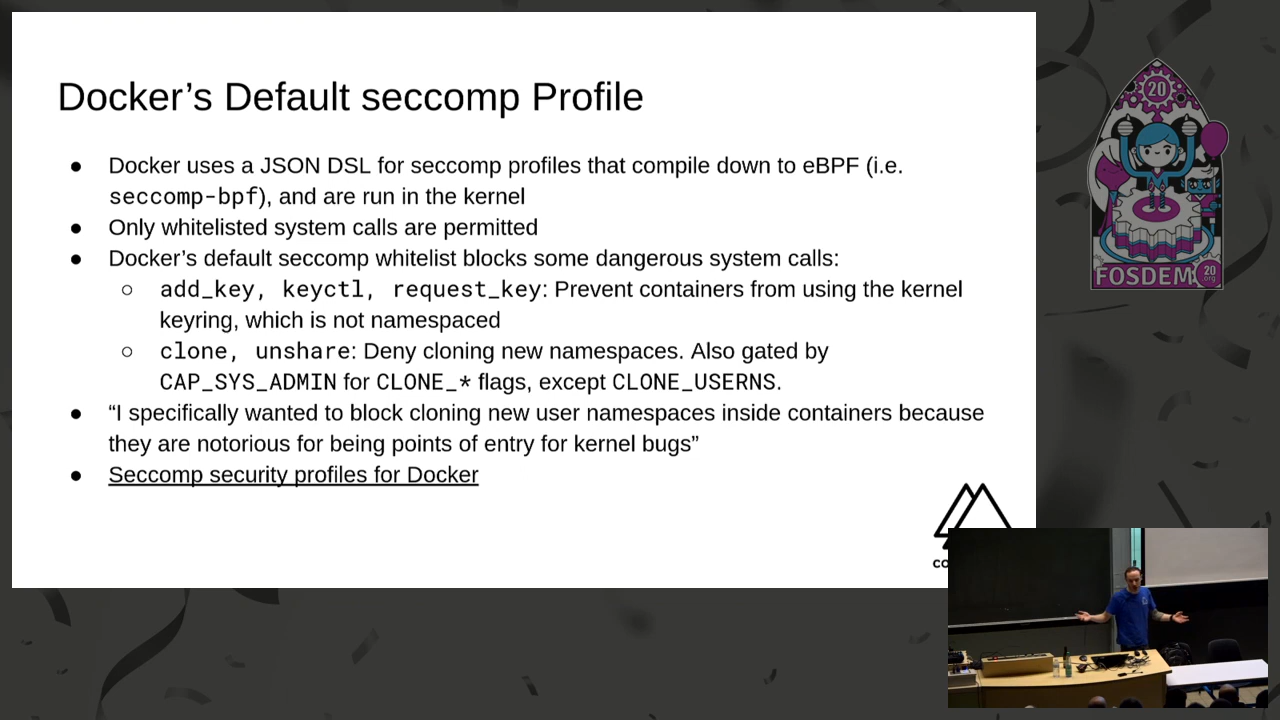 Docker’s Default seccomp Profile
● Docker uses a JSON DSL for seccomp profiles that compile down to eBPF (i.e.
seccomp-bpf), and are run in the kernel
● Only whitelisted system calls are permitted
● Docker’s default seccomp whitelist blocks some dangerous system calls:
○ add_key, keyctl, request_key: Prevent containers from using the kernel
keyring, which is not namespaced
○ clone, unshare: Deny cloning new namespaces. Also gated by
CAP_SYS_ADMIN for CLONE_* flags, except CLONE_USERNS.
● “I specifically wanted to block cloning new user namespaces inside containers because
they are notorious for being points of entry for kernel bugs”
● Seccomp security profiles for Docker
20
FOSDEM 20 .org